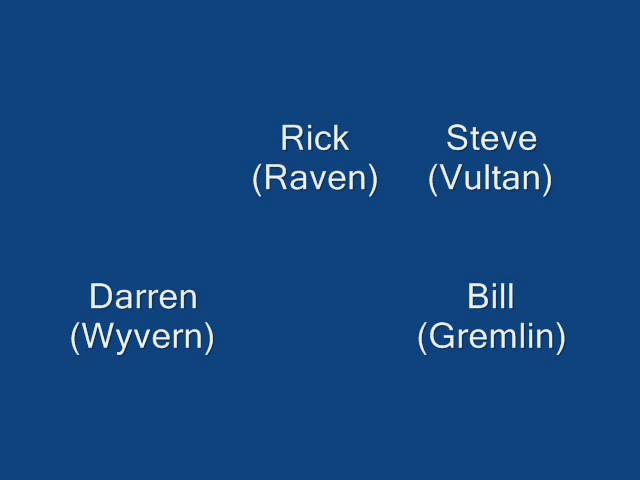 Rick
(Raven)
Steve
(Vultan)
Darren
(Wyvern)
Bill
(Gremlin)